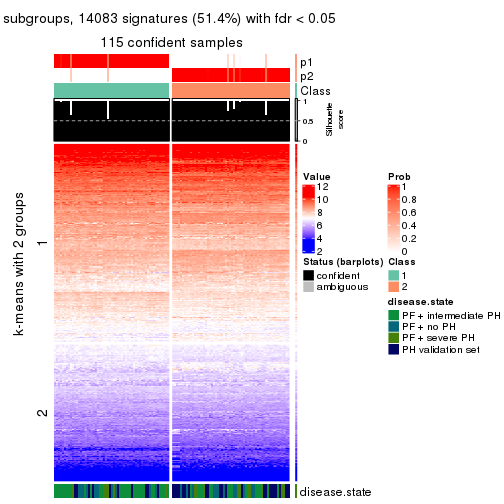 subgroups, 14083 signatures (51.4%) with fdr < 0.05
115 confident samples
p1
p2
Class
1
0.5
0
Silhouette
score
k-means with 2 groups
1
2
Value
12
10
8
6
4
2
Prob
1
0.8
0.6
0.4
0.2
0
Status (barplots)
confident
ambiguous
Class
1
2
disease.state
PF + intermediate PH
PF + no PH
PF + severe PH
PH validation set
disease.state